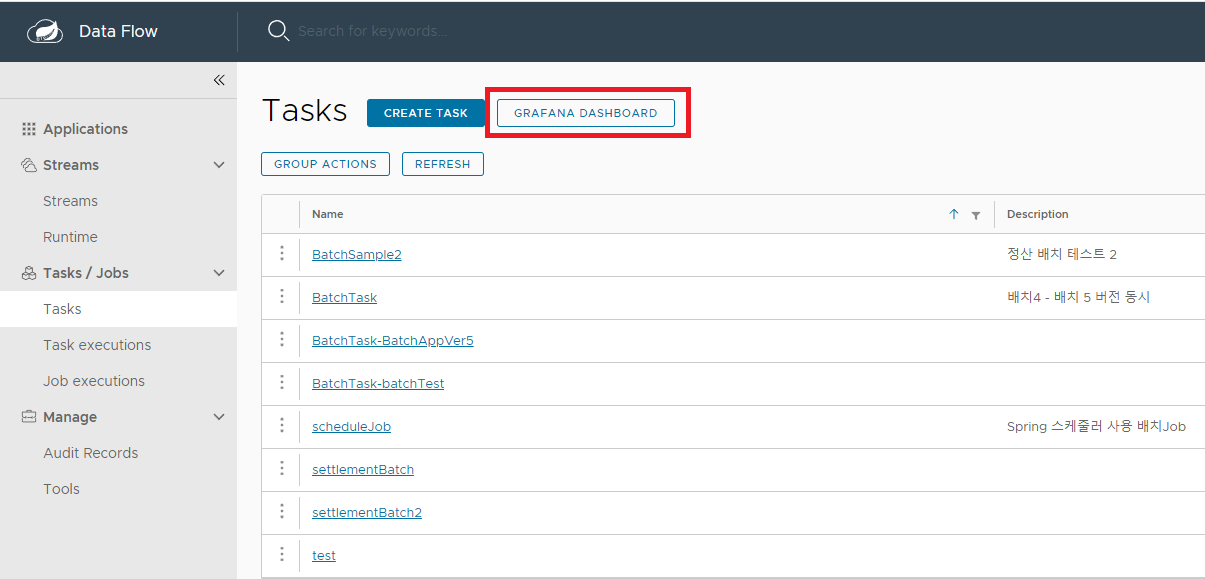 Data Flow
Search for keywords...
Applications
Streams
Streams
Runtime
Tasks / Jobs
Tasks
Task executions
Job executions
Manage
Audit Records
Tools
Tasks
CREATE TASK
GRAFANA DASHBOARD
GROUP ACTIONS
REFRESH
Name
Description
BatchSample2
정산 배치 테스트 2
BatchTask
배치4 - 배치 5 버전 동시
BatchTask-BatchAppVer5
BatchTask-batchTest
scheduleJob
Spring 스케줄러 사용 배치Job
settlementBatch
settlementBatch2
test